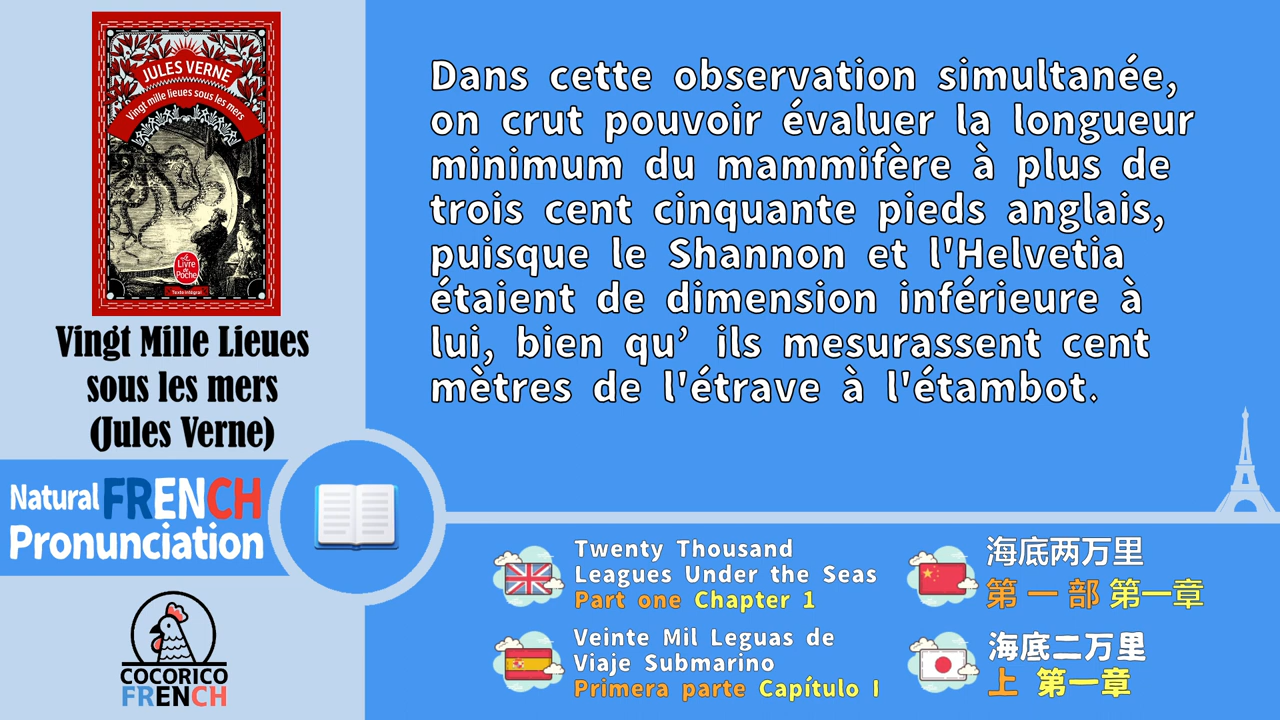 JULES VERNE
Vingt mille lieues sous les mers
Le
Livre
de
Poche
Texte intégral
Vingt Mille Lieues
sous les mers
(Jules Verne)
Natural FRENCH
Pronunciation
COCORICO
FRENCH
Dans cette observation simultanée,
on crut pouvoir évaluer la longueur
minimum du mammifère à plus de
trois cent cinquante pieds anglais,
puisque le Shannon et l'Helvetia
étaient de dimension inférieure à
lui, bien qu’ ils mesurassent cent
mètres de l'étrave à l'étambot.
Twenty Thousand
Leagues Under the Seas
Part one Chapter 1
海底两万里
第 一 部 第一章
Veinte Mil Leguas de
Viaje Submarino
Primera parte Capítulo I
海底二万里
上 第一章